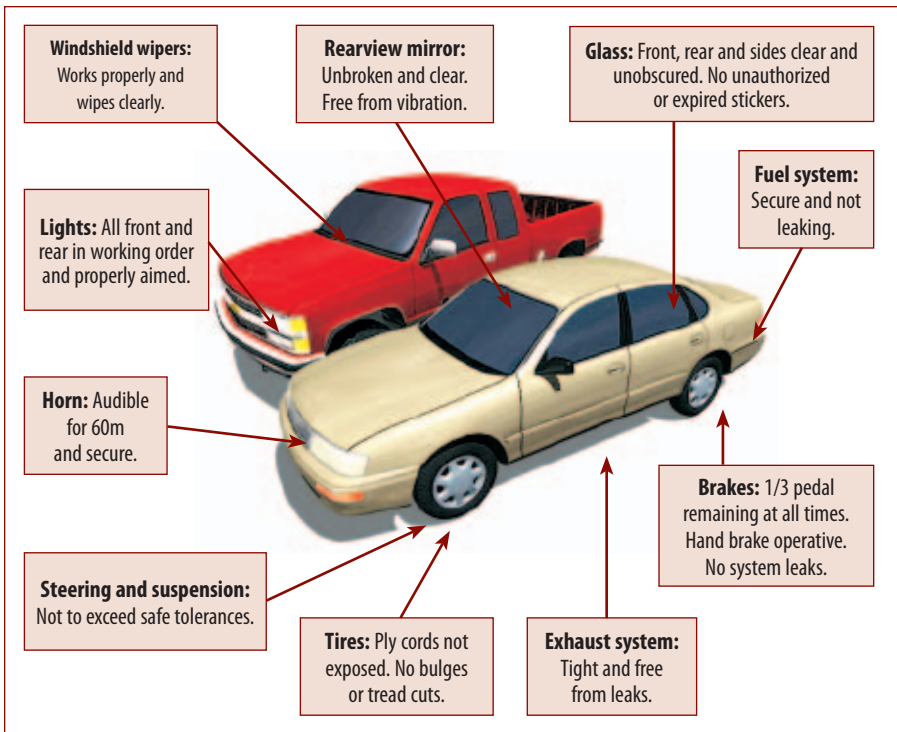 Windshield wipers:
Works properly and
wipes clearly.
Rearview mirror:
Unbroken and clear.
Free from vibration.
Glass: Front, rear and sides clear and
unobscured. No unauthorized
or expired stickers.
Fuel system:
Secure and not
leaking.
Lights: All front and
rear in working order
and properly aimed.
Horn: Audible
for 60m
and secure.
Brakes: 1/3 pedal
remaining at all times.
Hand brake operative.
No system leaks.
Steering and suspension:
Not to exceed safe tolerances.
Tires: Ply cords not
exposed. No bulges
or tread cuts.
Exhaust system:
Tight and free
from leaks.